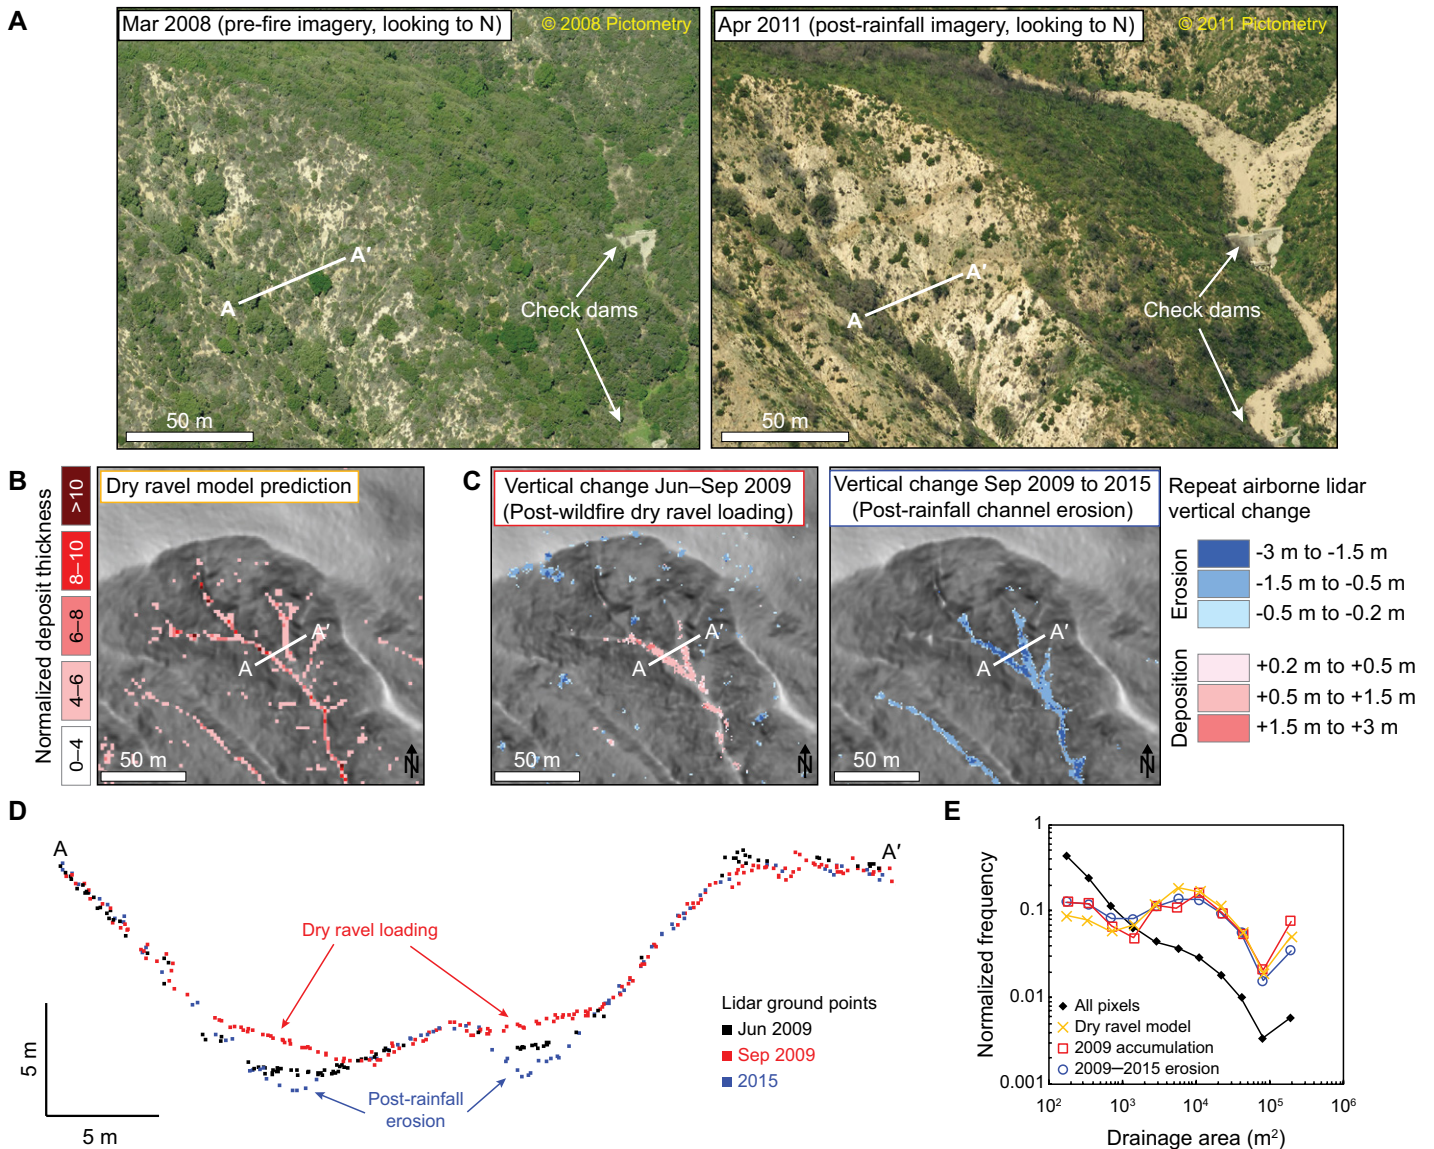 A
Mar 2008 (pre-fire imagery, looking to N)
© 2008 Pictometry
A
A′
Check dams
50 m
Apr 2011 (post-rainfall imagery, looking to N)
© 2011 Pictometry
A
A′
Check dams
50 m
B
Normalized deposit thickness
>10
8–10
6–8
4–6
0–4
Dry ravel model prediction
A
A′
50 m
N
C
Vertical change Jun–Sep 2009
(Post-wildfire dry ravel loading)
A
A′
50 m
N
Vertical change Sep 2009 to 2015
(Post-rainfall channel erosion)
A
A′
50 m
N
Repeat airborne lidar
vertical change
Erosion
-3 m to -1.5 m
-1.5 m to -0.5 m
-0.5 m to -0.2 m
Deposition
+0.2 m to +0.5 m
+0.5 m to +1.5 m
+1.5 m to +3 m
D
A
A′
Dry ravel loading
Post-rainfall
erosion
5 m
5 m
Lidar ground points
Jun 2009
Sep 2009
2015
E
Normalized frequency
1
0.1
0.01
0.001
All pixels
Dry ravel model
2009 accumulation
2009–2015 erosion
10² 10³ 10⁴ 10⁵ 10⁶
Drainage area (m²)